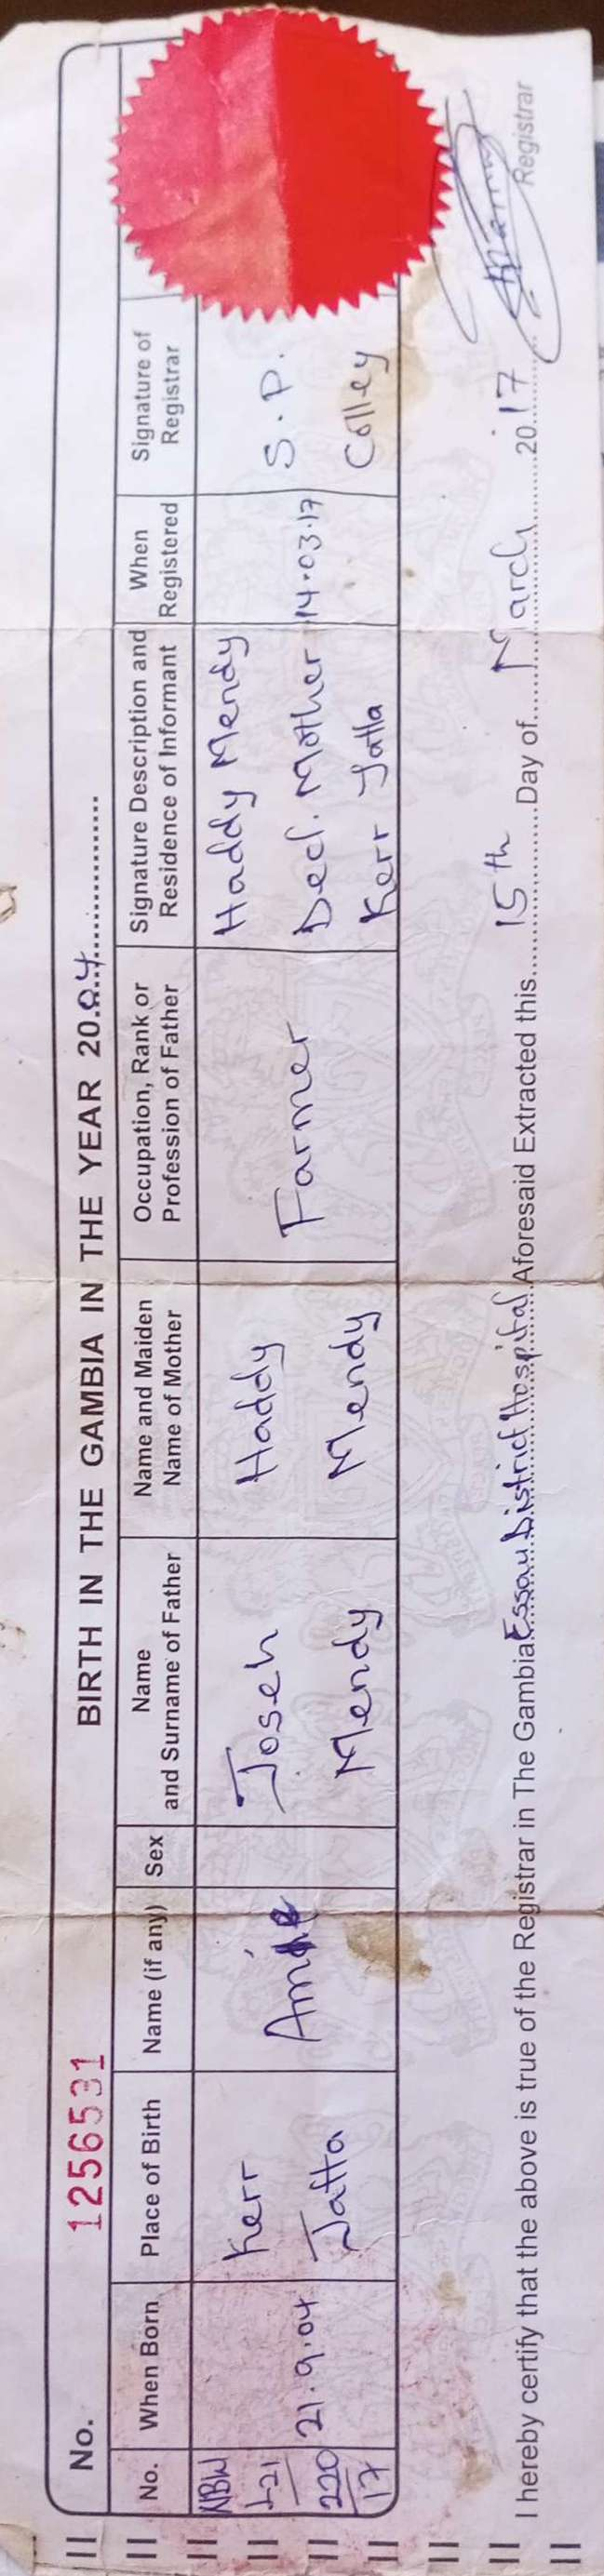 No. 1256531
BIRTH IN THE GAMBIA IN THE YEAR 20.04
No.
When Born
Place of Birth
Name (if any)
Sex
Name
and Surname of Father
Name and Maiden
Name of Mother
Occupation, Rank or
Profession of Father
Signature Description and
Residence of Informant
When
Registered
Signature of
Registrar
NBW
220
17
21.9.04
Kerr
Jatta
Joseh
Mendy
Haddy
Mendy
Farmer
Haddy Mendy
Decl. Mother
Kerr Jatta
14.03.17
S.P.
Colley
I hereby certify that the above is true of the Registrar in The Gambia Essau District Hospital Aforesaid Extracted this 15th Day of March 20.17
Registrar